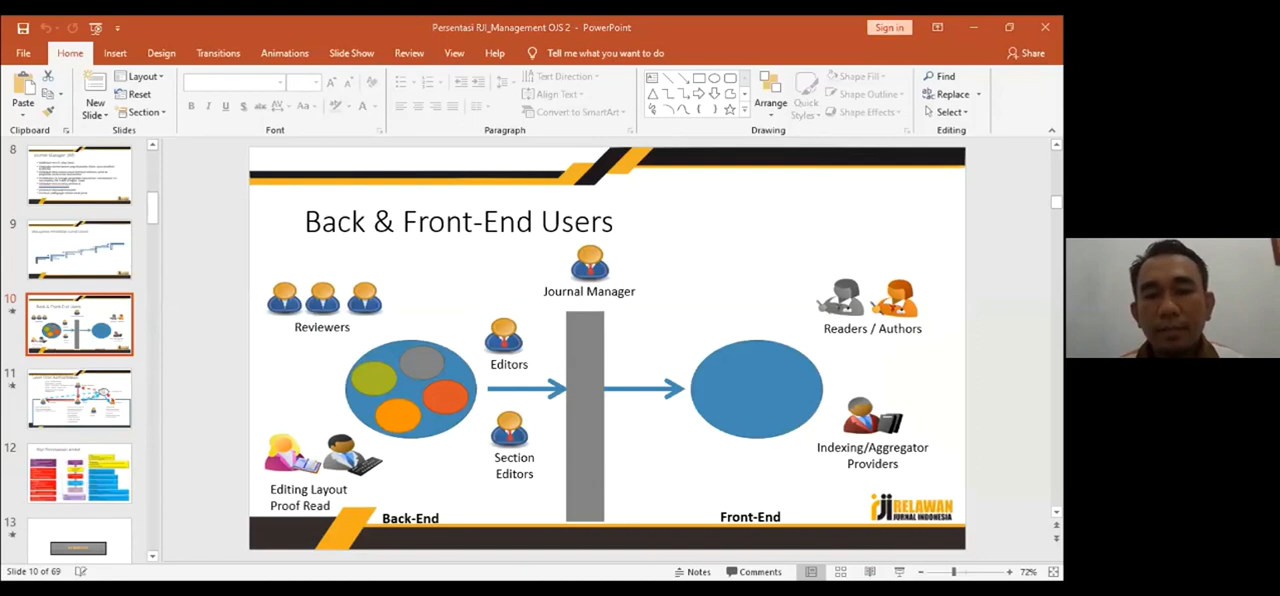 Persentasi RJI_Management OJS 2 - PowerPoint
Sign in
File Home Insert Design Transitions Animations Slide Show Review View Help Tell me what you want to do Share
Paste
New Slide
Layout
Reset
Section
Text Direction
Align Text
Convert to SmartArt
Arrange
Quick Styles
Shape Fill
Shape Outline
Shape Effects
Find
Replace
Select
Clipboard Slides Font Paragraph Drawing Editing
8
9
10
11
12
13
Back & Front-End Users
Journal Manager
Reviewers
Readers / Authors
Editors
Section
Editors
Indexing/Aggregator
Providers
Editing Layout
Proof Read
Back-End
Front-End
rji RELAWAN
JURNAL INDONESIA
Slide 10 of 69 Notes Comments 72%